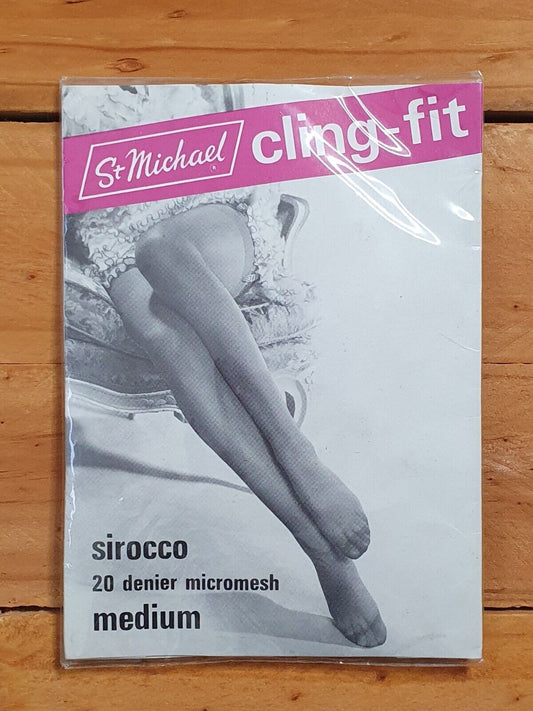 St Michael
cling-fit
sirocco
20 denier micromesh
medium